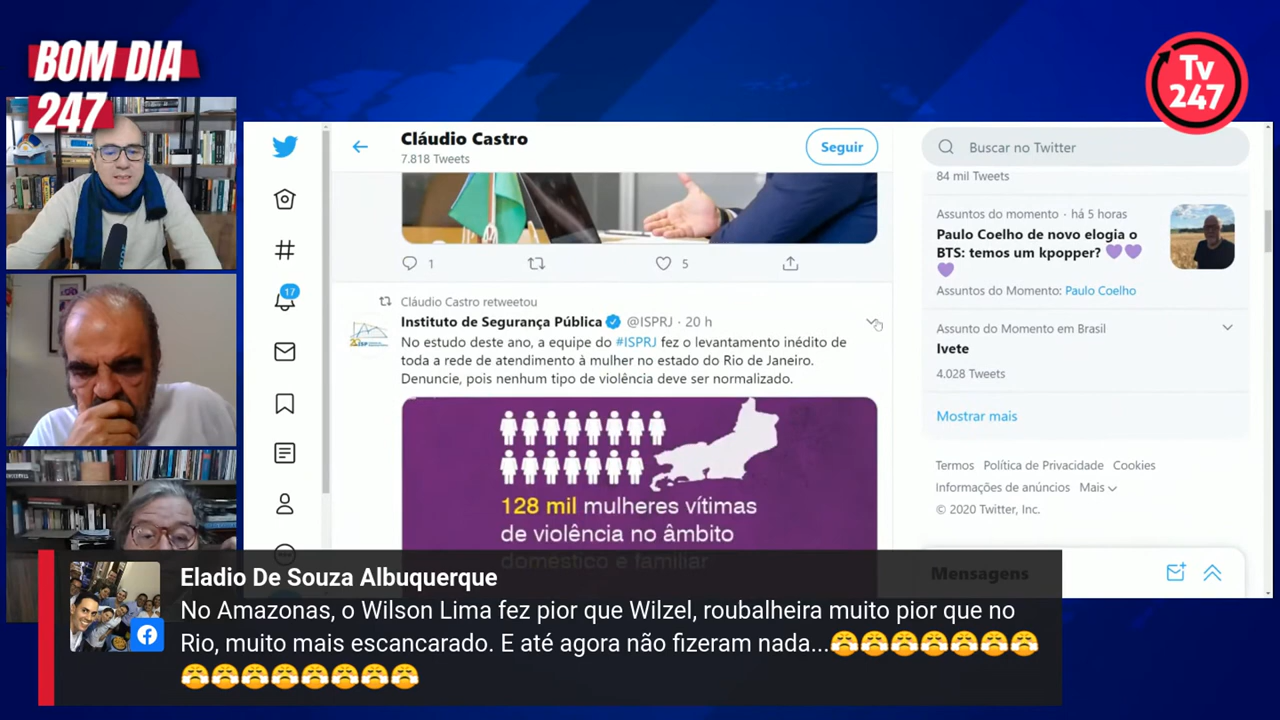 BOM DIA
247
Tv
247
Cláudio Castro
7.818 Tweets
Seguir
Buscar no Twitter
84 mil Tweets
1
5
Assuntos do momento · há 5 horas
Paulo Coelho de novo elogia o
BTS: temos um kpopper? 💜💜
💜
Assuntos do Momento: Paulo Coelho
17
Cláudio Castro retweetou
Instituto de Segurança Pública @ISPRJ · 20 h
No estudo deste ano, a equipe do #ISPRJ fez o levantamento inédito de
toda a rede de atendimento à mulher no estado do Rio de Janeiro.
Denuncie, pois nenhum tipo de violência deve ser normalizado.
Assunto do Momento em Brasil
Ivete
4.028 Tweets
Mostrar mais
Termos Política de Privacidade Cookies
Informações de anúncios Mais
© 2020 Twitter, Inc.
128 mil mulheres vítimas
de violência no âmbito
doméstico e familiar
Mensagens
Eladio De Souza Albuquerque
No Amazonas, o Wilson Lima fez pior que Wilzel, roubalheira muito pior que no
Rio, muito mais escancarado. E até agora não fizeram nada...😤😤😤😤😤😤😤
😤😤😤😤😤😤😤😤